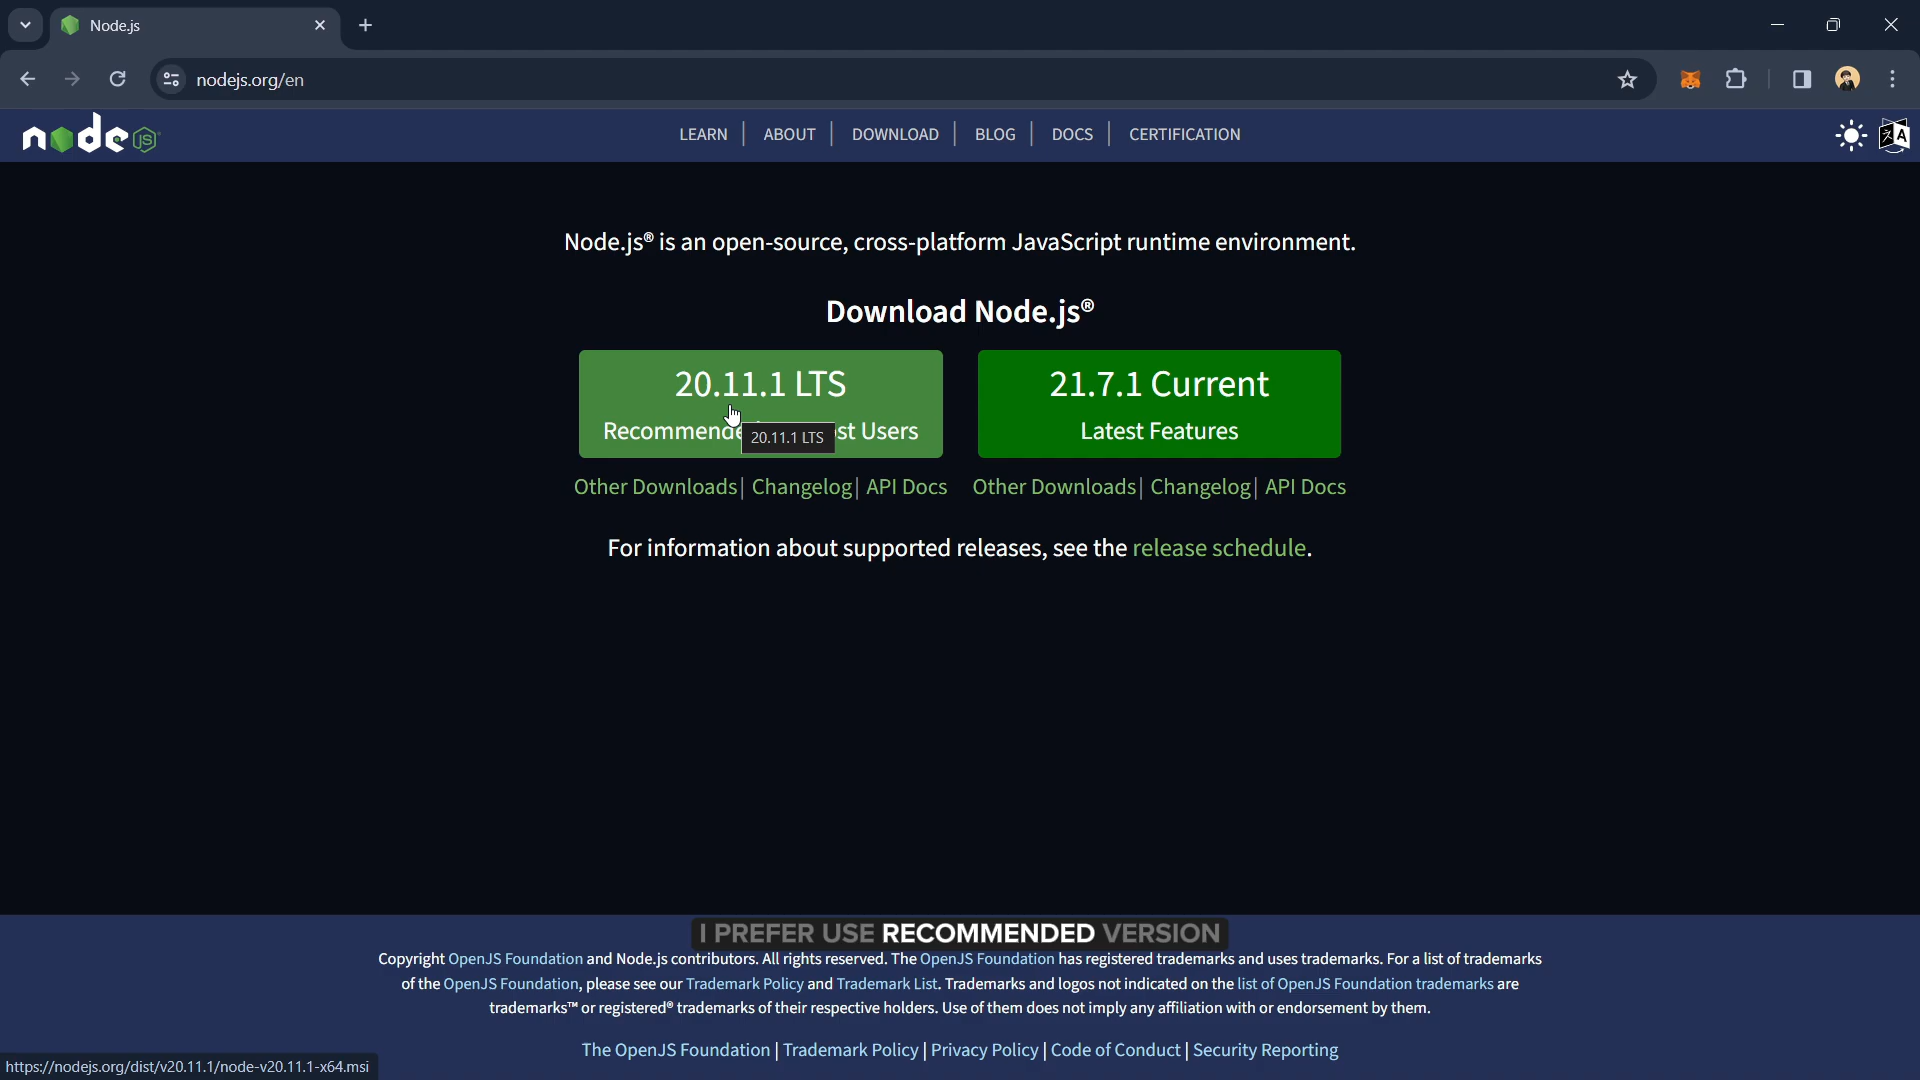 Node.js
nodejs.org/en
node JS
LEARN | ABOUT | DOWNLOAD | BLOG | DOCS | CERTIFICATION
Node.js® is an open-source, cross-platform JavaScript runtime environment.
Download Node.js®
20.11.1 LTS
21.7.1 Current
Recommende st Users
20.11.1 LTS
Latest Features
Other Downloads | Changelog | API Docs
Other Downloads | Changelog | API Docs
For information about supported releases, see the release schedule.
I PREFER USE RECOMMENDED VERSION
Copyright OpenJS Foundation and Node.js contributors. All rights reserved. The OpenJS Foundation has registered trademarks and uses trademarks. For a list of trademarks
of the OpenJS Foundation, please see our Trademark Policy and Trademark List. Trademarks and logos not indicated on the list of OpenJS Foundation trademarks are
trademarks™ or registered® trademarks of their respective holders. Use of them does not imply any affiliation with or endorsement by them.
The OpenJS Foundation | Trademark Policy | Privacy Policy | Code of Conduct | Security Reporting
https://nodejs.org/dist/v20.11.1/node-v20.11.1-x64.msi